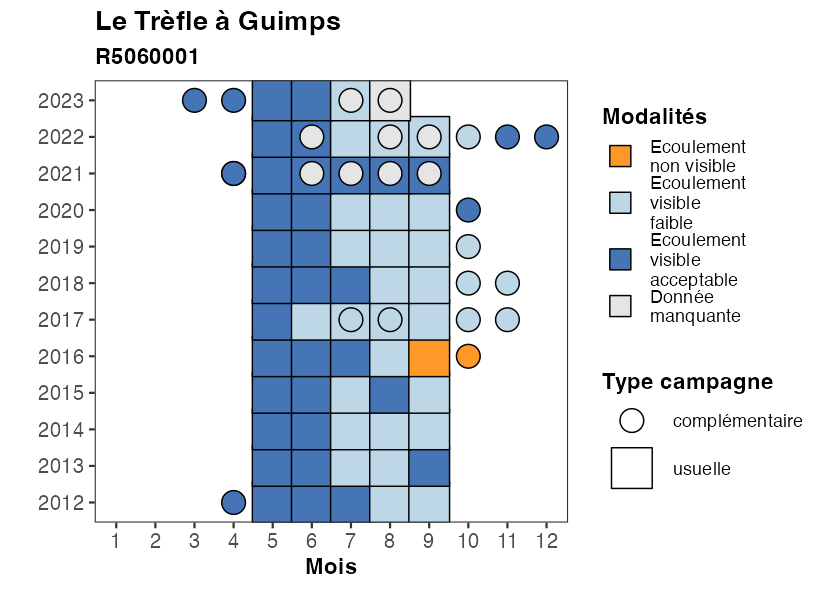 Le Trèfle à Guimps
R5060001
2023
2022
2021
2020
2019
2018
2017
2016
2015
2014
2013
2012
1 2 3 4 5 6 7 8 9 10 11 12
Mois
Modalités
Ecoulement
non visible
Ecoulement
visible
faible
Ecoulement
visible
acceptable
Donnée
manquante
Type campagne
complémentaire
usuelle